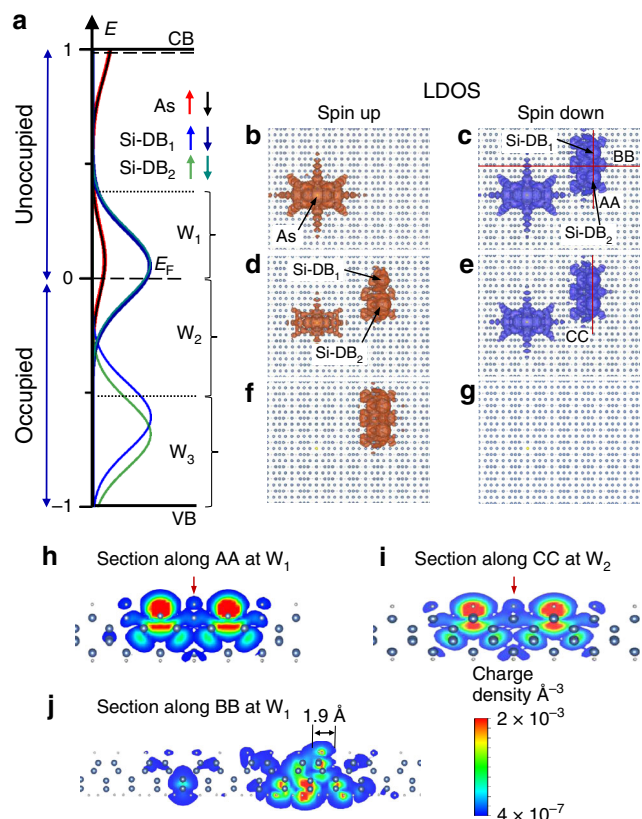 a
E
CB
1
As
Si-DB₁
Si-DB₂
Unoccupied
W₁
E_F
0
W₂
Occupied
W₃
−1
VB
LDOS
Spin up
Spin down
b
As
c
Si-DB₁
BB
AA
Si-DB₂
d
Si-DB₁
Si-DB₂
e
CC
f
g
h
Section along AA at W₁
i
Section along CC at W₂
j
Section along BB at W₁
1.9 Å
Charge
density Å⁻³
2 × 10⁻³
4 × 10⁻⁷